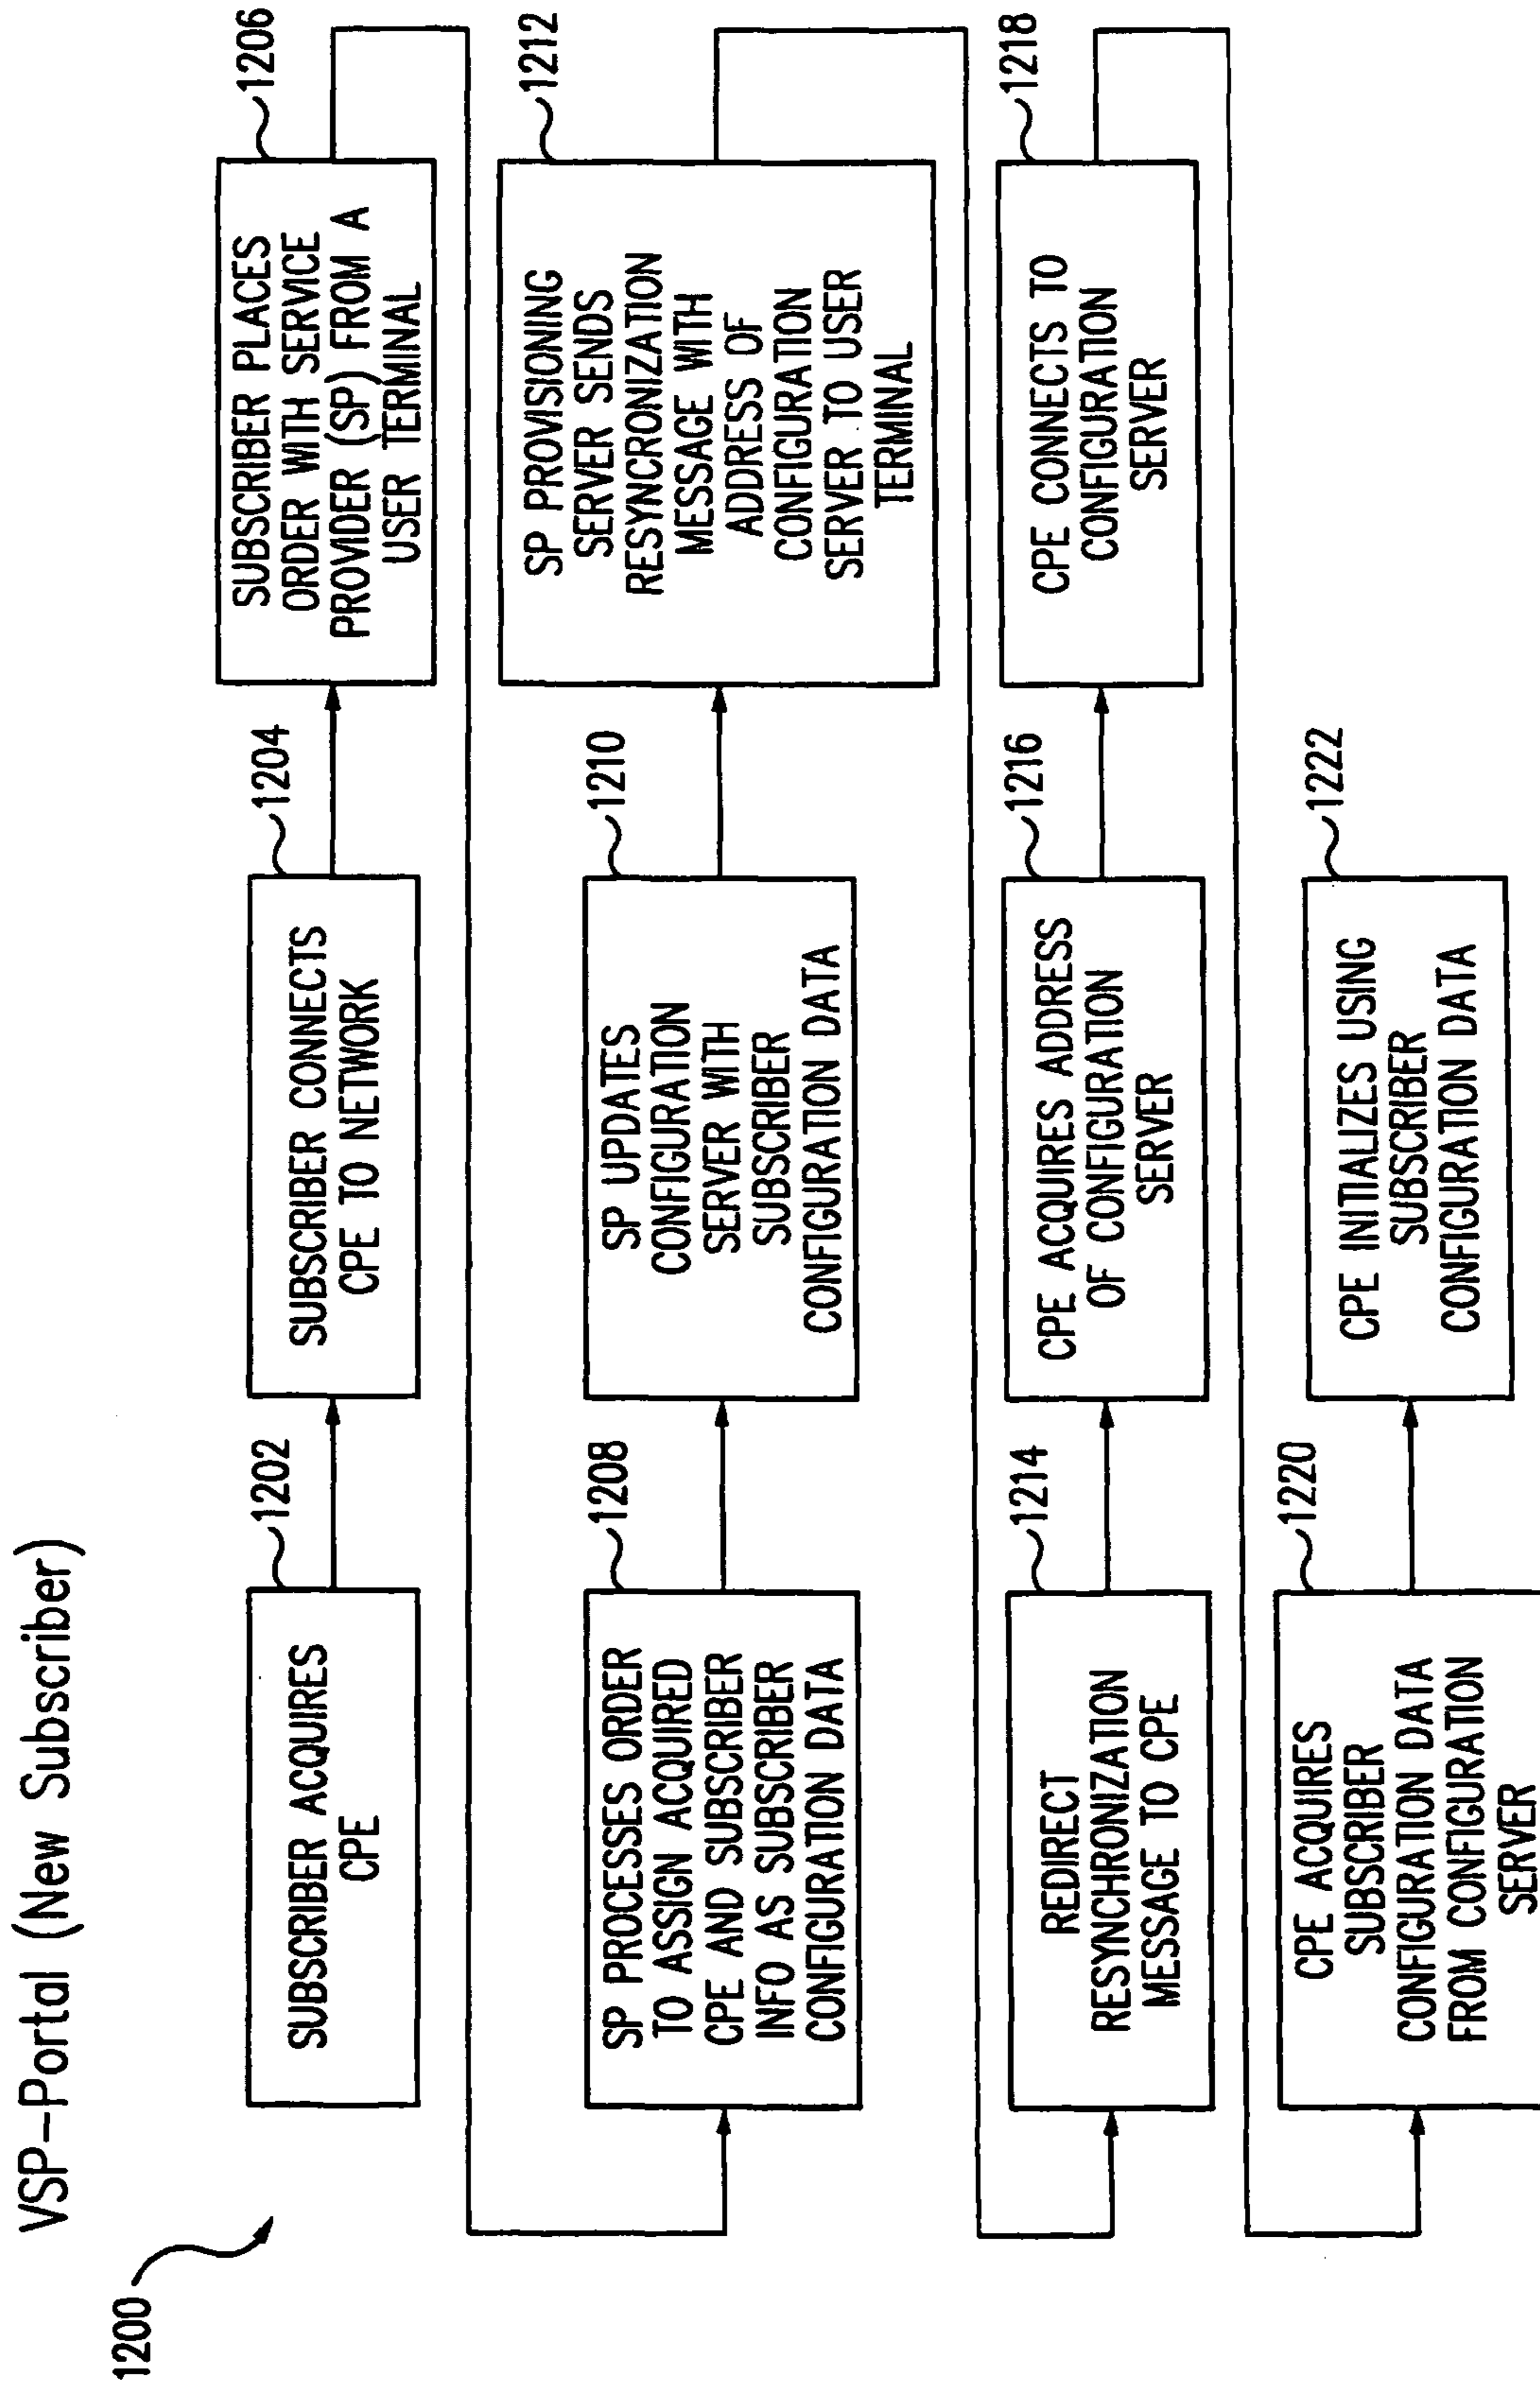 VSP-Portal (New Subscriber)
1200
1202
SUBSCRIBER ACQUIRES
CPE
1204
SUBSCRIBER CONNECTS
CPE TO NETWORK
1206
SUBSCRIBER PLACES
ORDER WITH SERVICE
PROVIDER (SP) FROM A
USER TERMINAL
1208
SP PROCESSES ORDER
TO ASSIGN ACQUIRED
CPE AND SUBSCRIBER
INFO AS SUBSCRIBER
CONFIGURATION DATA
1210
SP UPDATES
CONFIGURATION
SERVER WITH
SUBSCRIBER
CONFIGURATION DATA
1212
SP PROVISIONING
SERVER SENDS
RESYNCRONIZATION
MESSAGE WITH
ADDRESS OF
CONFIGURATION
SERVER TO USER
TERMINAL
1214
REDIRECT
RESYNCHRONIZATION
MESSAGE TO CPE
1216
CPE ACQUIRES ADDRESS
OF CONFIGURATION
SERVER
1218
CPE CONNECTS TO
CONFIGURATION
SERVER
1220
CPE ACQUIRES
SUBSCRIBER
CONFIGURATION DATA
FROM CONFIGURATION
SERVER
1222
CPE INITIALIZES USING
SUBSCRIBER
CONFIGURATION DATA